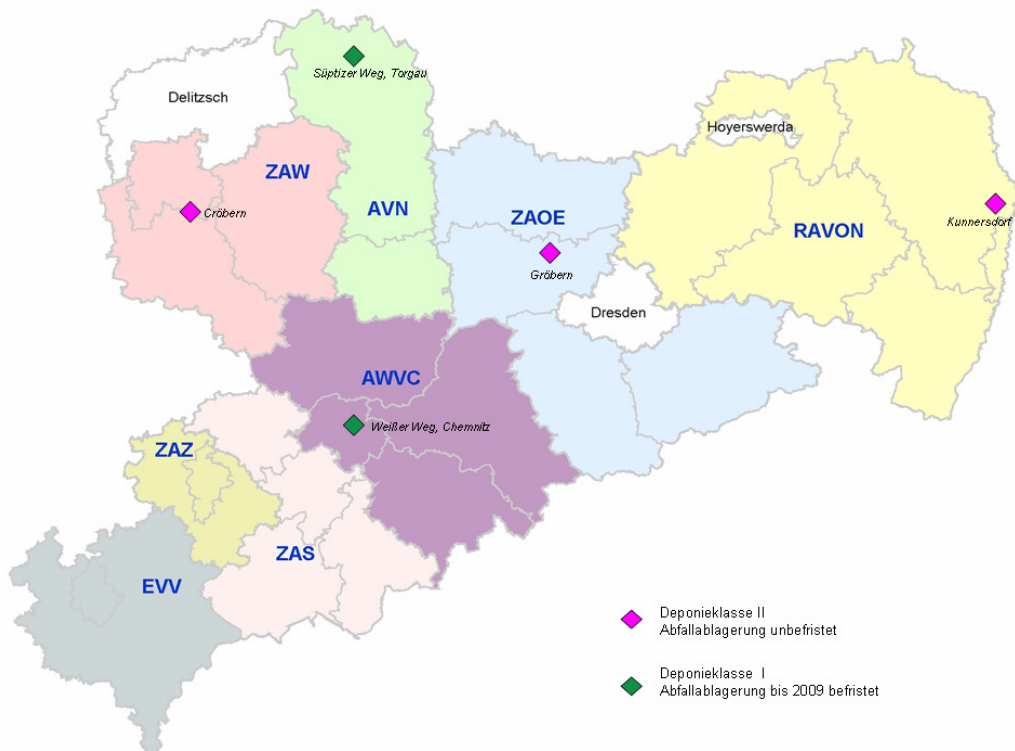 Süptizer Weg, Torgau
Delitzsch
Hoyerswerda
ZAW
Cröbern
AVN
ZAOE
Kunnersdorf
RAVON
Gröbern
Dresden
AWVC
Weißer Weg, Chemnitz
ZAZ
ZAS
EVV
Deponieklasse II
Abfallablagerung unbefristet
Deponieklasse I
Abfallablagerung bis 2009 befristet